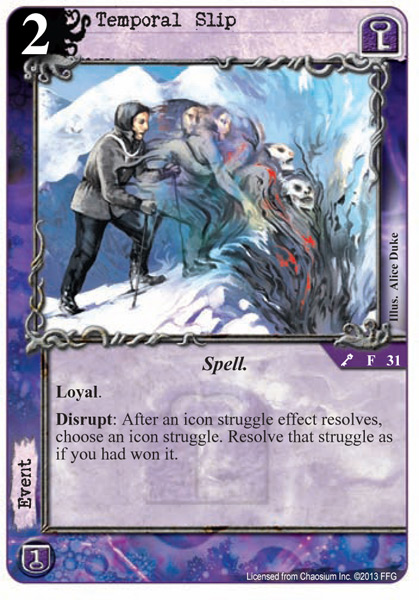 2
Temporal Slip
Illus. Alice Duke
F 31
Spell.
Loyal.
Disrupt: After an icon struggle effect resolves,
choose an icon struggle. Resolve that struggle as
if you had won it.
Event
1
Licensed from Chaosium Inc. ©2013 FFG